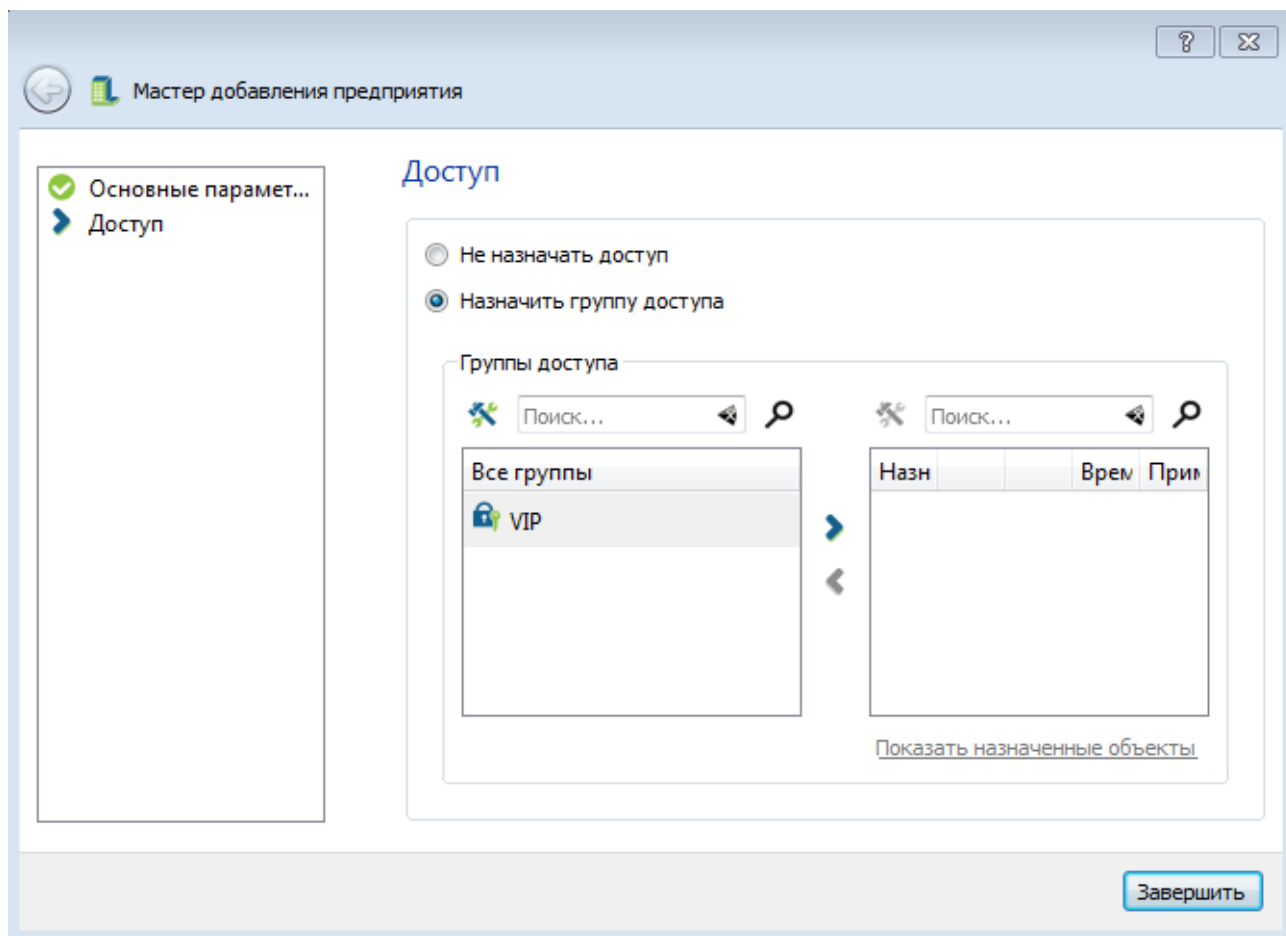 Мастер добавления предприятия
Основные парамет...
Доступ
Доступ
Не назначать доступ
Назначить группу доступа
Группы доступа
Поиск...
Поиск...
Все группы
Назн Врем Прим
VIP
Показать назначенные объекты
Завершить